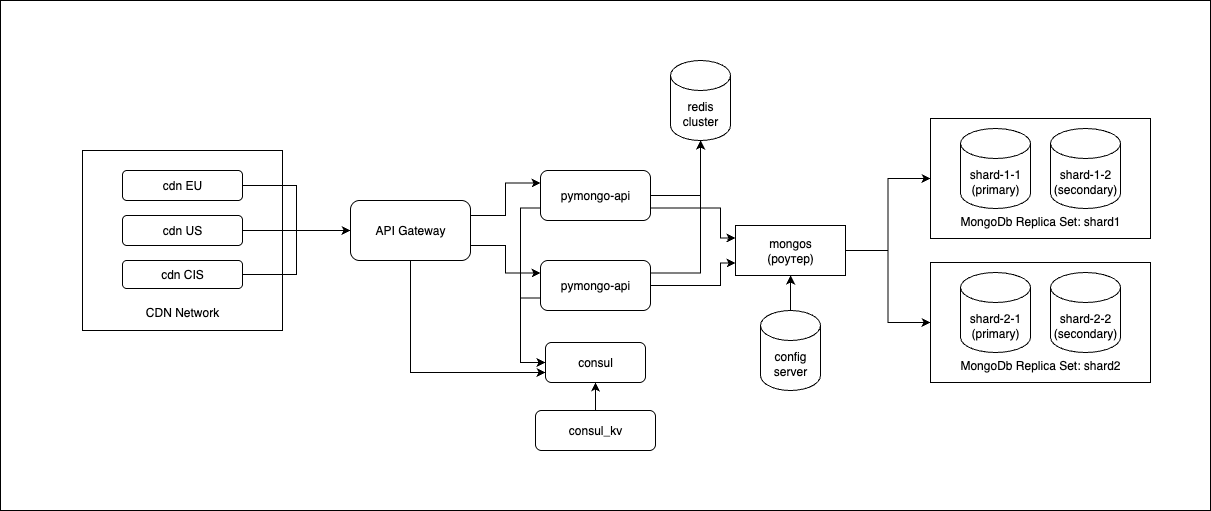 cdn EU
cdn US
cdn CIS
CDN Network
API Gateway
pymongo-api
pymongo-api
consul
consul_kv
redis
cluster
mongos
(роутер)
config
server
shard-1-1
(primary)
shard-1-2
(secondary)
MongoDb Replica Set: shard1
shard-2-1
(primary)
shard-2-2
(secondary)
MongoDb Replica Set: shard2